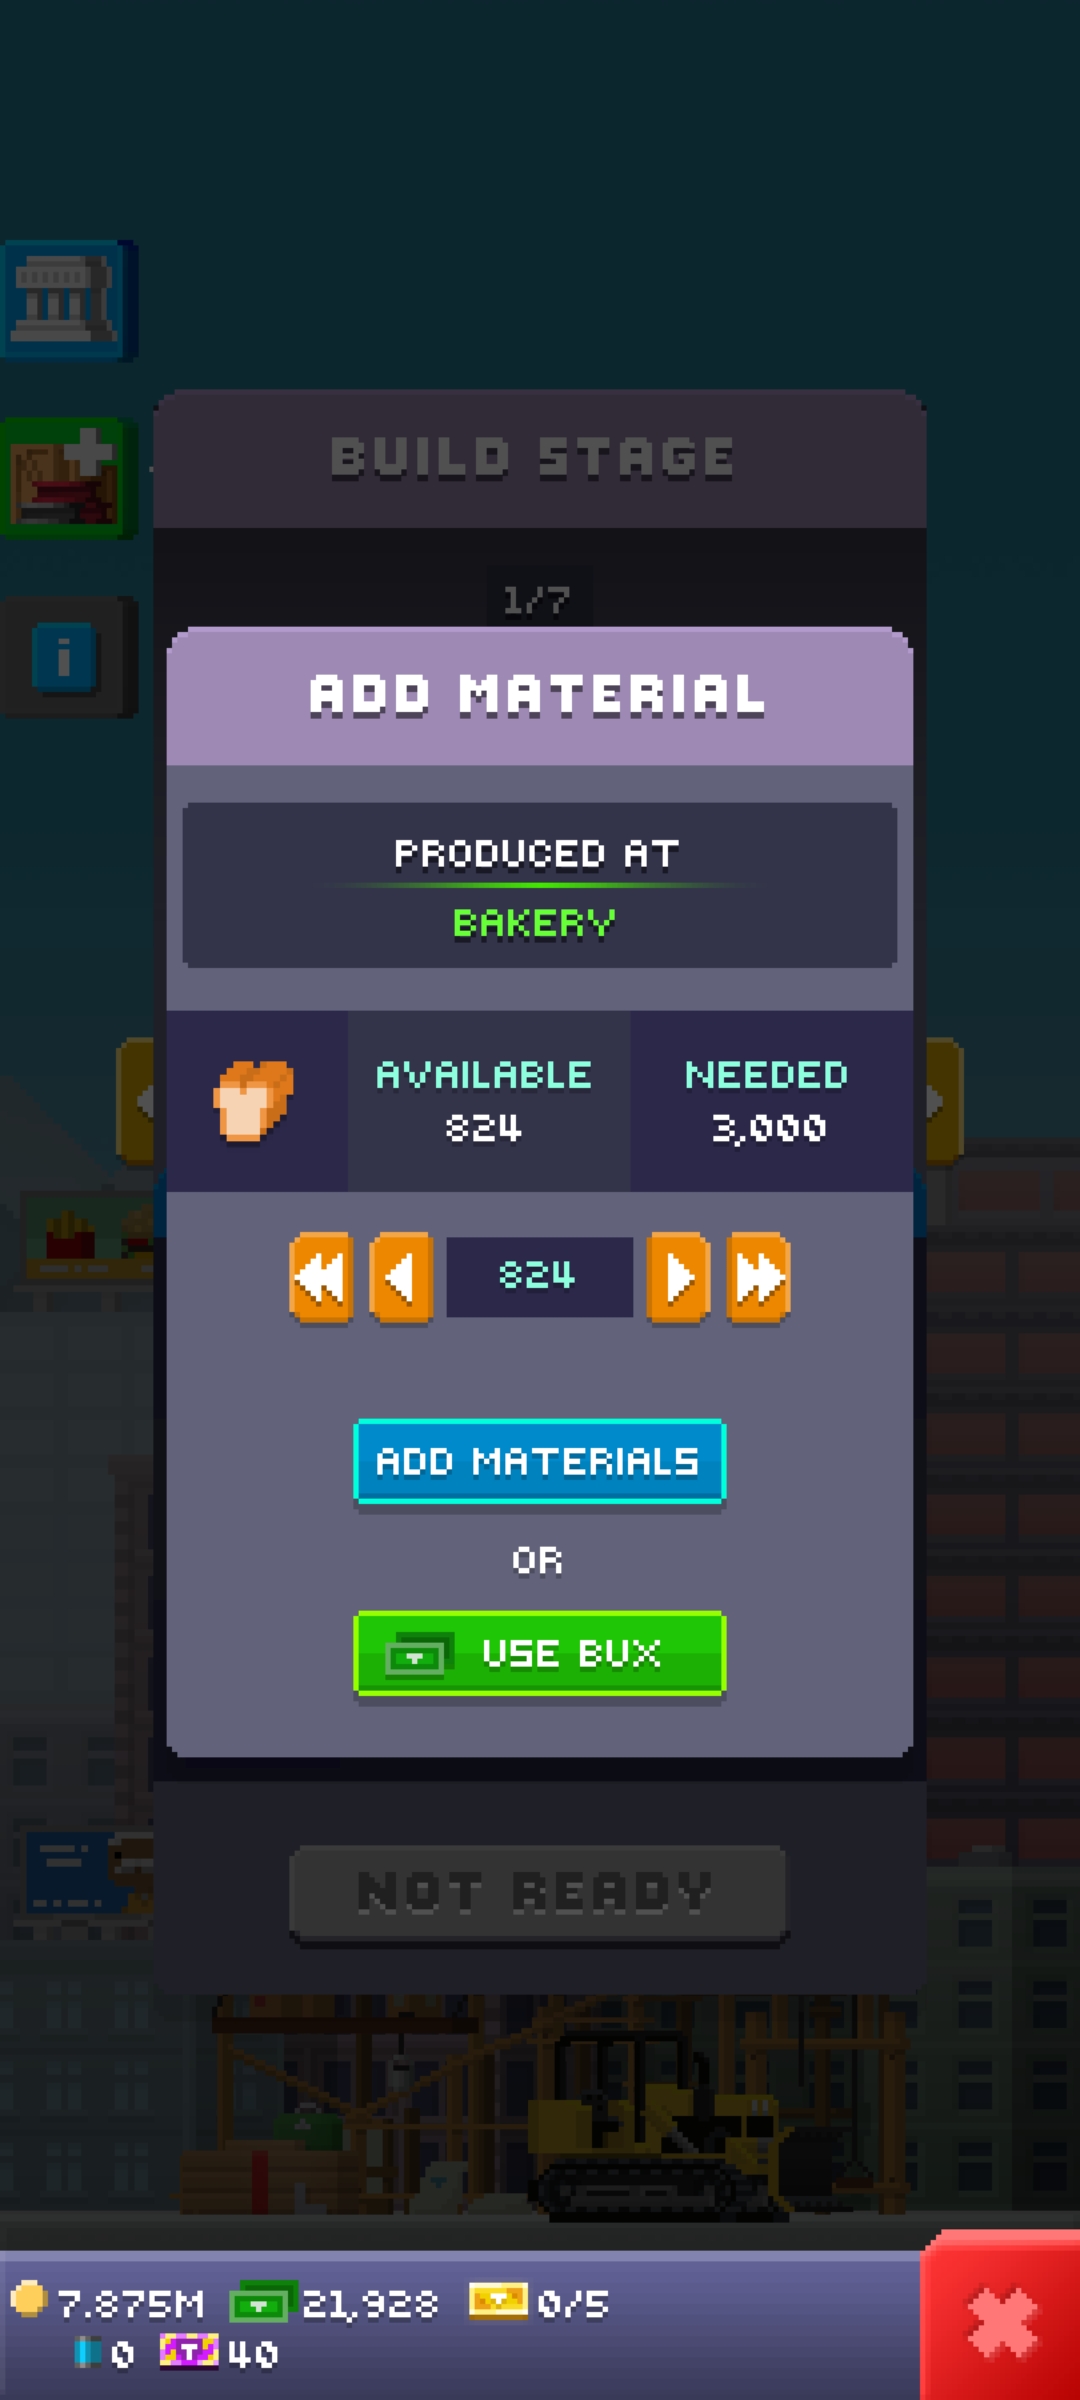 BUILD STAGE
1/7
ADD MATERIAL
PRODUCED AT
BAKERY
AVAILABLE
824
NEEDED
3,000
824
ADD MATERIALS
OR
USE BUX
NOT READY
7.875M 21,928 0/5
0 40